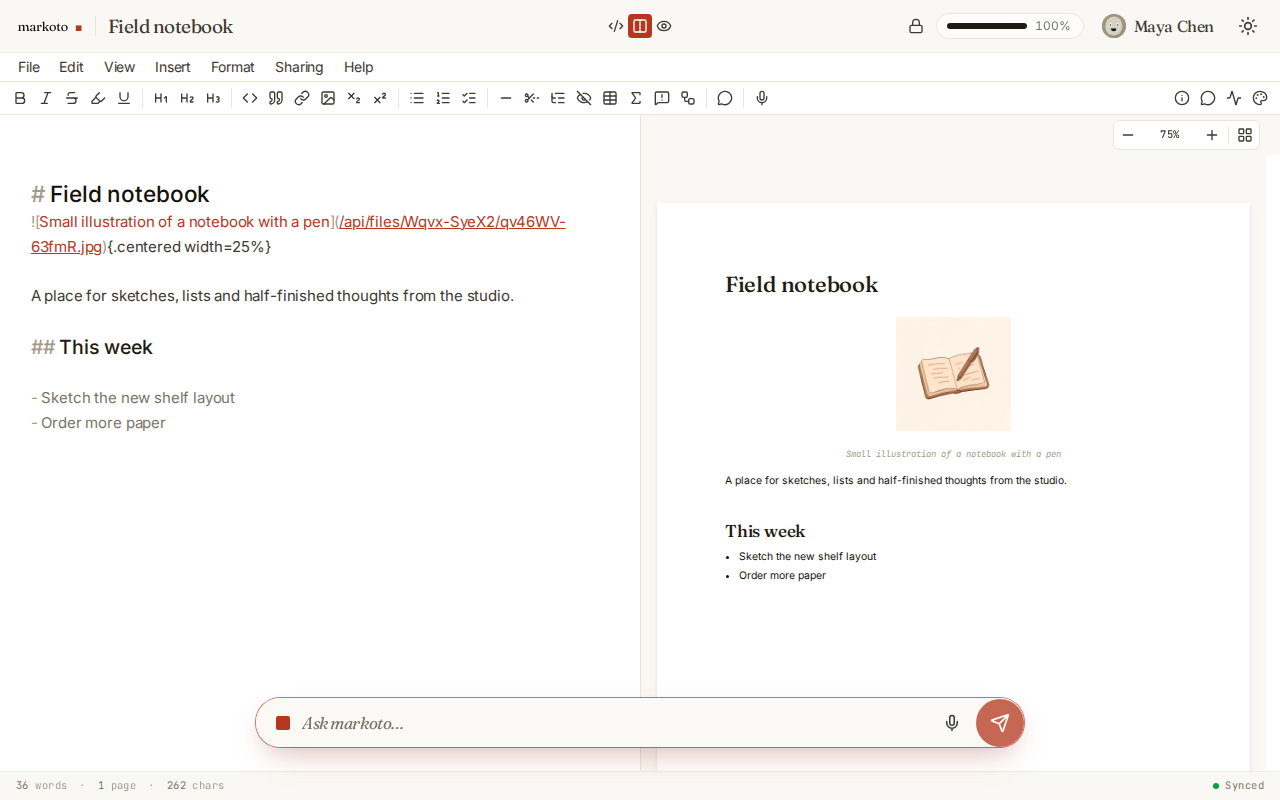 markoto
Field notebook
100%
Maya Chen
File Edit View Insert Format Sharing Help
H1 H2 H3
75%
# Field notebook
![Small illustration of a notebook with a pen](/api/files/Wqvx-SyeX2/qv46WV-
63fmR.jpg){.centered width=25%}
A place for sketches, lists and half-finished thoughts from the studio.
## This week
- Sketch the new shelf layout
- Order more paper
Field notebook
Small illustration of a notebook with a pen
A place for sketches, lists and half-finished thoughts from the studio.
This week
• Sketch the new shelf layout
• Order more paper
Ask markoto...
36 words · 1 page · 262 chars
Synced